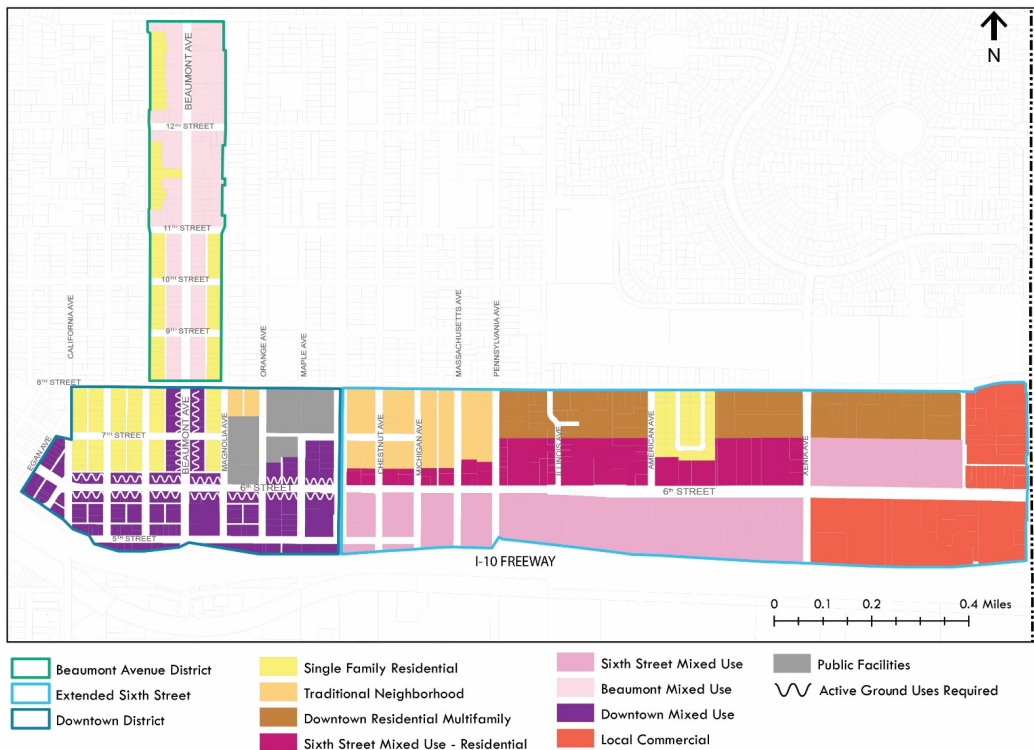 N
BEAUMONT AVE
12TH STREET
11TH STREET
10TH STREET
9TH STREET
CALIFORNIA AVE
ORANGE AVE
MAPLE AVE
MASSACHUSETTS AVE
PENNSYLVANIA AVE
8TH STREET
EGAN AVE
7TH STREET
BEAUMONT AVE
MAGNOLIA AVE
CHESTNUT AVE
MICHIGAN AVE
ILLINOIS AVE
AMERICAN AVE
XENIA AVE
6th STREET
6th STREET
5TH STREET
I-10 FREEWAY
0 0.1 0.2 0.4 Miles
Beaumont Avenue District
Extended Sixth Street
Downtown District
Single Family Residential
Traditional Neighborhood
Downtown Residential Multifamily
Sixth Street Mixed Use - Residential
Sixth Street Mixed Use
Beaumont Mixed Use
Downtown Mixed Use
Local Commercial
Public Facilities
Active Ground Uses Required